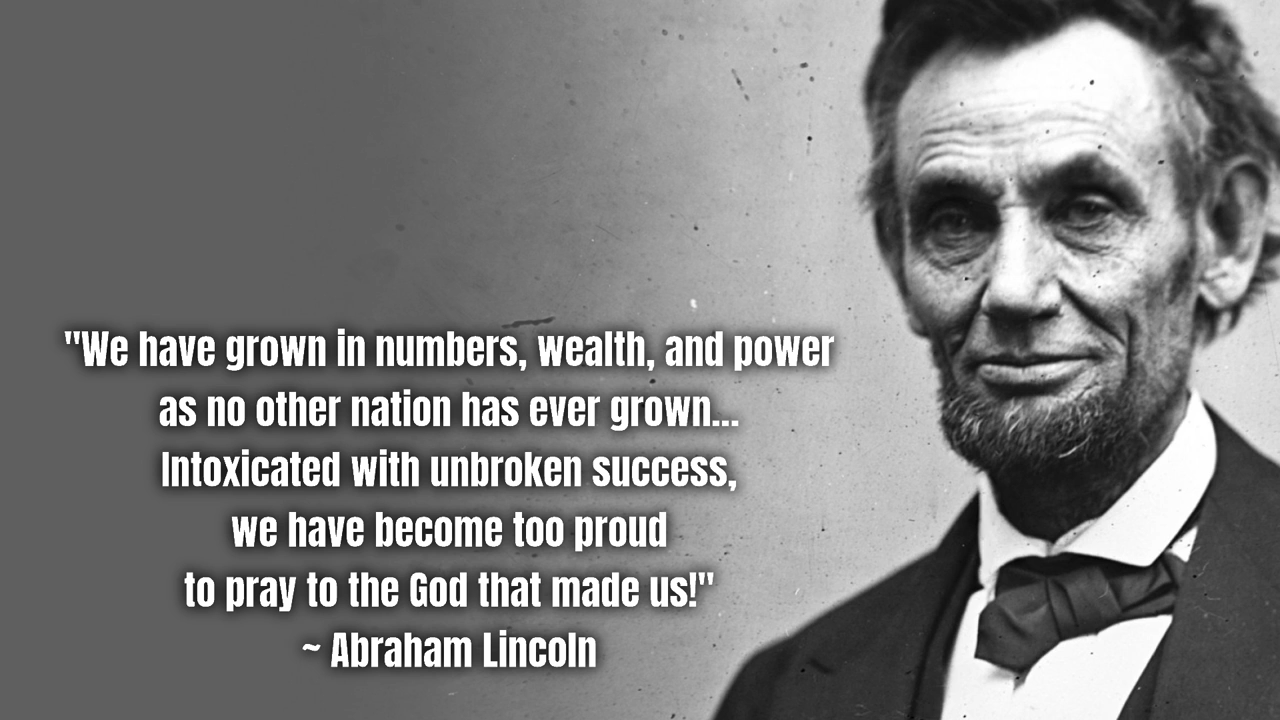 "We have grown in numbers, wealth, and power
as no other nation has ever grown...
Intoxicated with unbroken success,
we have become too proud
to pray to the God that made us!"
~ Abraham Lincoln